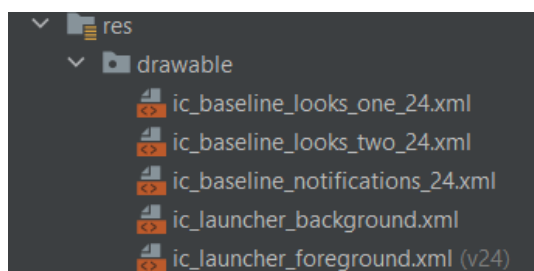 res
drawable
ic_baseline_looks_one_24.xml
ic_baseline_looks_two_24.xml
ic_baseline_notifications_24.xml
ic_launcher_background.xml
ic_launcher_foreground.xml (v24)